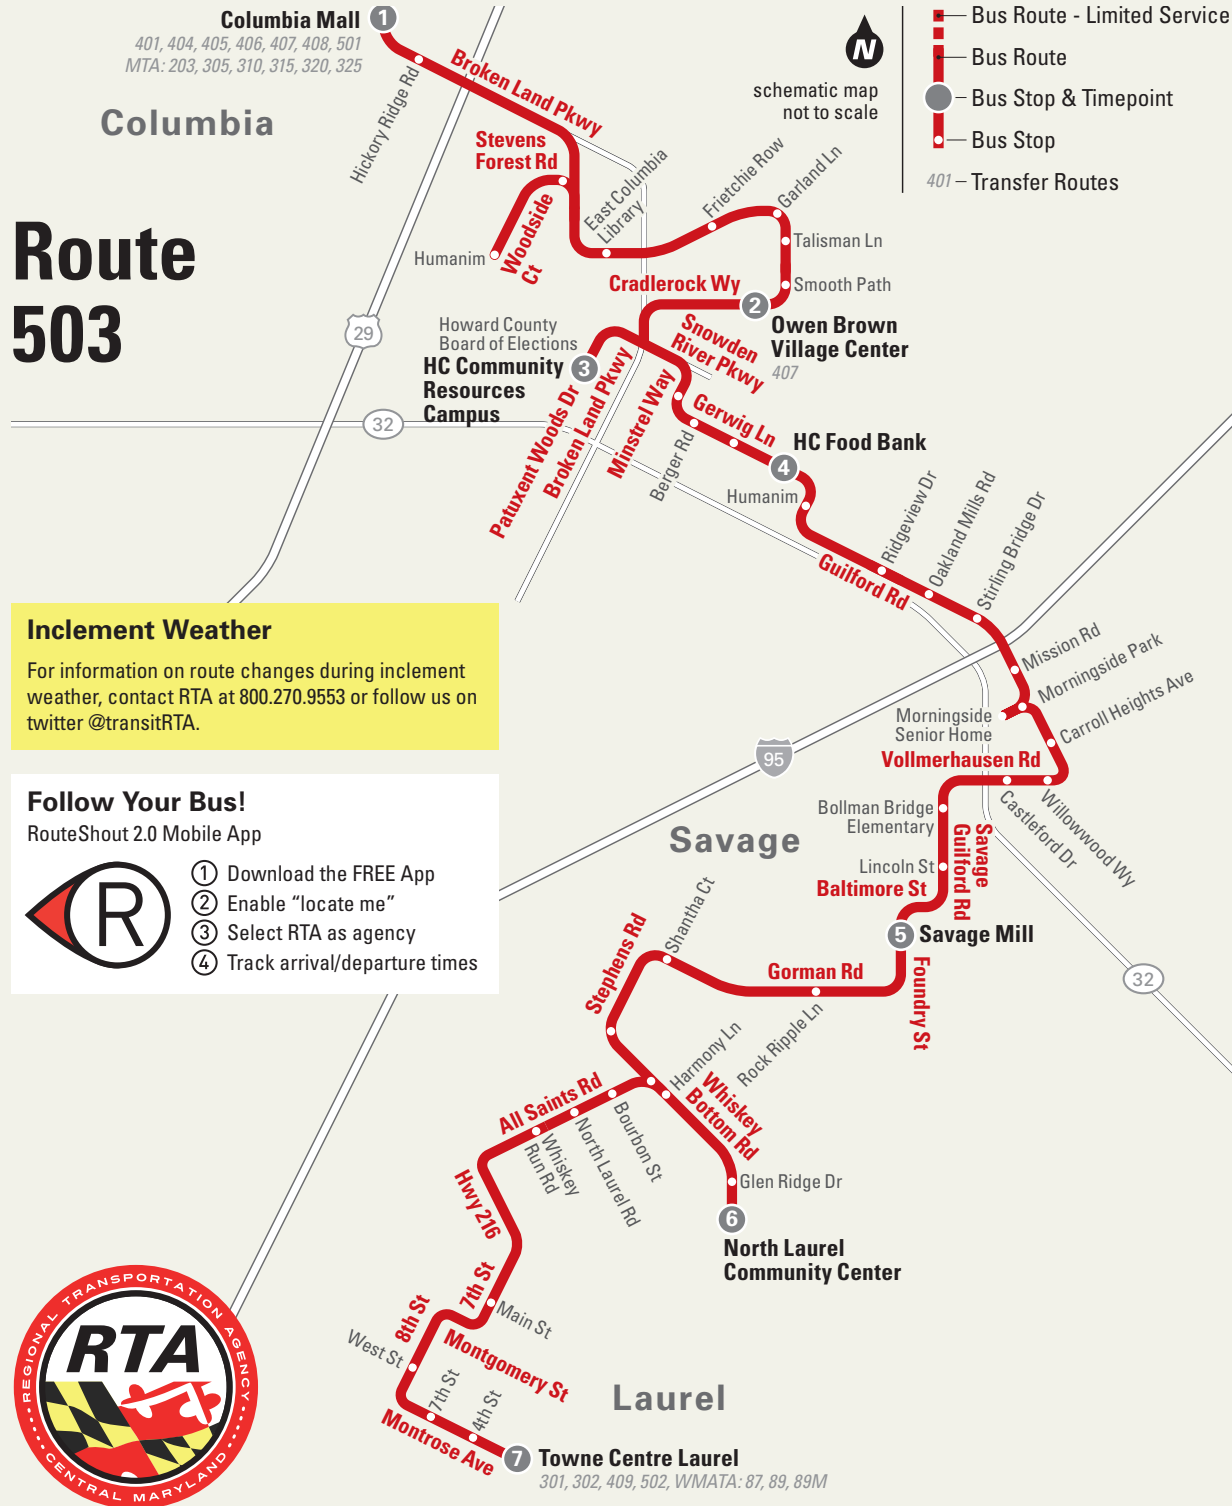 Columbia Mall
1
401, 404, 405, 406, 407, 408, 501
MTA: 203, 305, 310, 315, 320, 325
Columbia
Hickory Ridge Rd
Broken Land Pkwy
N
schematic map
not to scale
Bus Route - Limited Service
Bus Route
Bus Stop & Timepoint
Bus Stop
401 – Transfer Routes
Route
503
Stevens
Forest Rd
Woodside
Ct
Humanim
East Columbia
Library
Frietchie Row
Garland Ln
Talisman Ln
Smooth Path
Cradlerock Wy
2
Owen Brown
Village Center
407
29
Howard County
Board of Elections
HC Community
Resources
Campus
3
Snowden
River Pkwy
Patuxent Woods Dr
Broken Land Pkwy
Minstrel Way
Gerwig Ln
32
Berger Rd
4
HC Food Bank
Humanim
Guilford Rd
Ridgeview Dr
Oakland Mills Rd
Stirling Bridge Dr
Mission Rd
Morningside Park
Morningside
Senior Home
Carroll Heights Ave
Inclement Weather
For information on route changes during inclement
weather, contact RTA at 800.270.9553 or follow us on
twitter @transitRTA.
95
Vollmerhausen Rd
Willowwood Wy
Castleford Dr
Follow Your Bus!
RouteShout 2.0 Mobile App
R
1 Download the FREE App
2 Enable “locate me”
3 Select RTA as agency
4 Track arrival/departure times
Savage
Bollman Bridge
Elementary
Lincoln St
Savage
Guilford Rd
Baltimore St
5
Savage Mill
Foundry St
32
Gorman Rd
Shantha Ct
Stephens Rd
Rock Ripple Ln
Harmony Ln
Whiskey
Bottom Rd
All Saints Rd
Bourbon St
North Laurel Rd
Whiskey
Run Rd
Glen Ridge Dr
6
North Laurel
Community Center
Hwy 216
7th St
Main St
8th St
Montgomery St
West St
7th St
4th St
Montrose Ave
Laurel
7
Towne Centre Laurel
301, 302, 409, 502, WMATA: 87, 89, 89M
REGIONAL TRANSPORTATION AGENCY
RTA
CENTRAL MARYLAND